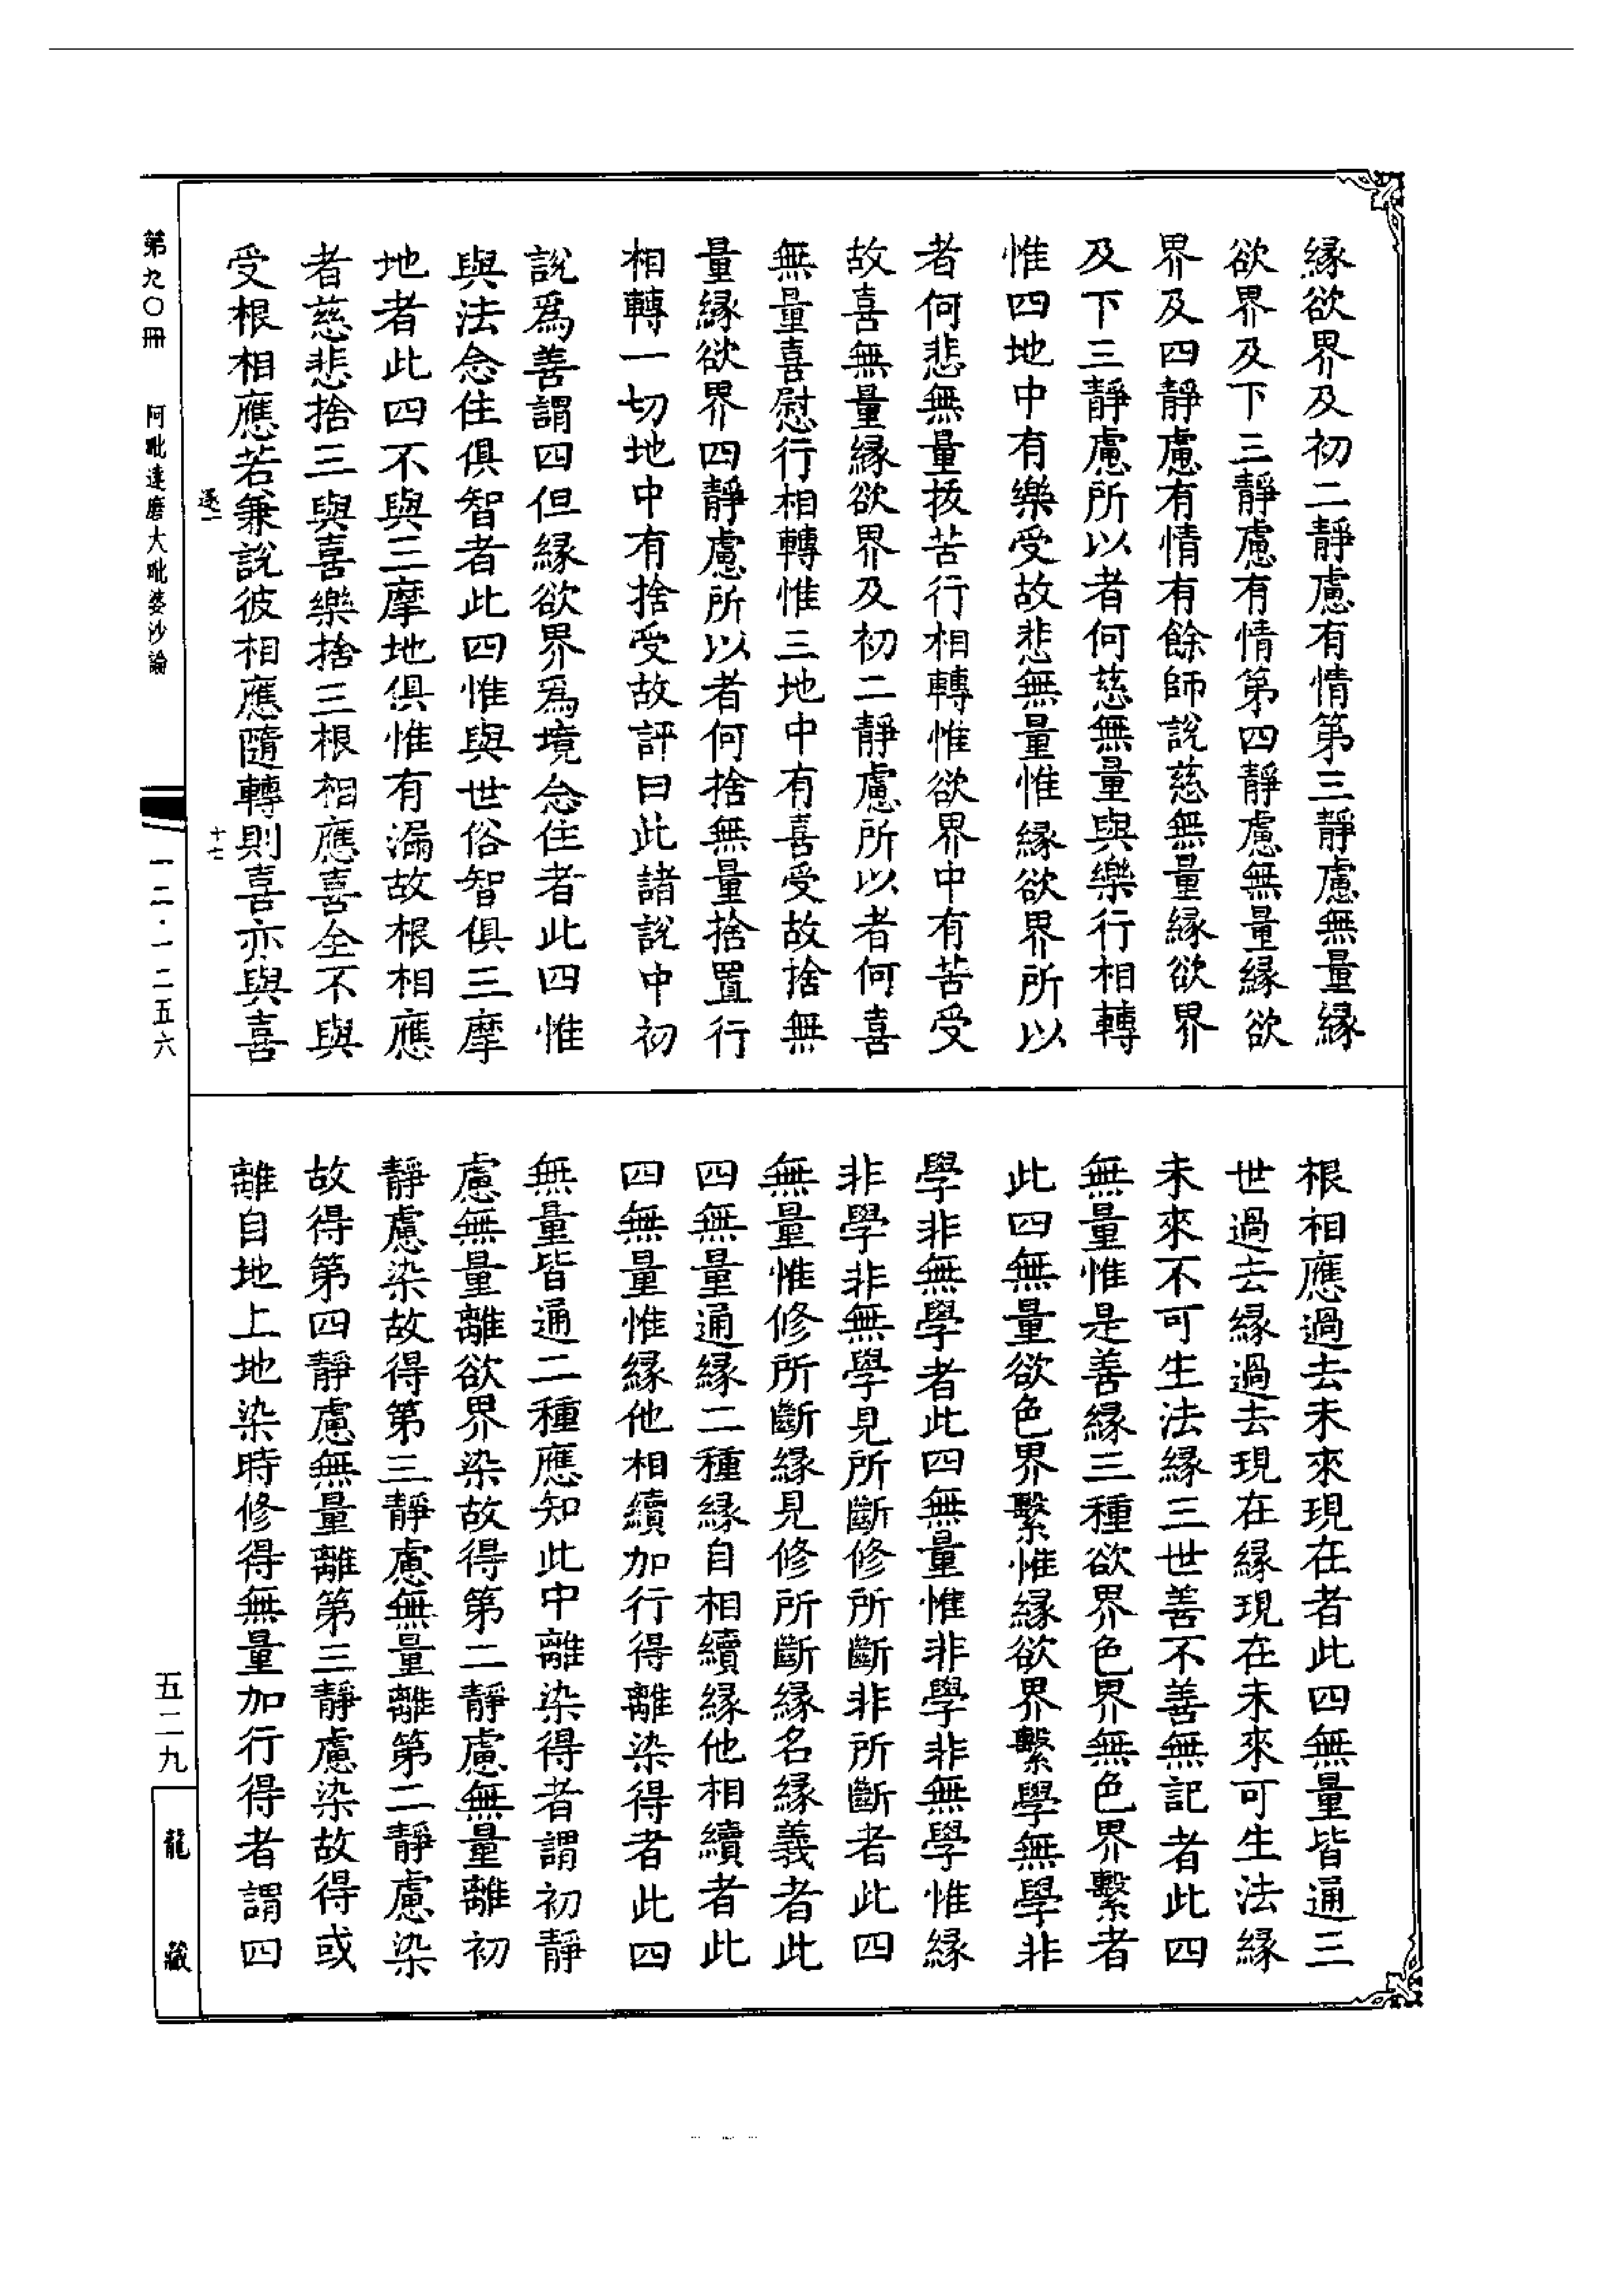 縁欲界及初二靜慮有情第三靜慮無量縁
欲界及下三靜慮有情第四靜慮無量縁欲
界及四靜慮有情有餘師說慈無量縁欲界
及下三靜慮所以者何慈無量與樂行相轉
惟四地中有樂受故悲無量惟縁欲界所以
者何悲無量拔苦行相轉惟欲界中有苦受
故喜無量縁欲界及初二靜慮所以者何喜
無量喜慰行相轉惟三地中有喜受故捨無
量縁欲界四靜慮所以者何捨無量捨置行
相轉一切地中有捨受故評曰此諸說中初
說爲善謂四但縁欲界爲境念住者此四惟
與法念住俱智者此四惟與世俗智俱三摩
地者此四不與三摩地俱惟有漏故根相應
者慈悲捨三與喜樂捨三根相應喜全不與
受根相應若兼說彼相應隨轉則喜亦與喜
根相應過去未來現在者此四無量皆通三
世過去縁過去現在縁現在未來可生法縁
未來不可生法縁三世善不善無記者此四
無量惟是善縁三種欲界色界無色界繫者
此四無量欲色界繫惟縁欲界繫學無學非
學非無學者此四無量惟非學非無學惟縁
非學非無學見所斷修所斷非所斷者此四
無量惟修所斷縁見修所斷縁名縁義者此
四無量通縁二種縁自相續縁他相續者此
四無量惟縁他相續加行得離染得者此四
無量皆通二種應知此中離染得者謂初靜
慮無量離欲界染故得第二靜慮無量離初
靜慮染故得第三靜慮無量離第二靜慮染
故得第四靜慮無量離第三靜慮染故得或
離自地上地染時修得無量加行得者謂四
第九〇冊 阿毗達磨大毗婆沙論
十七
一二·一二五六
五二九
龍藏